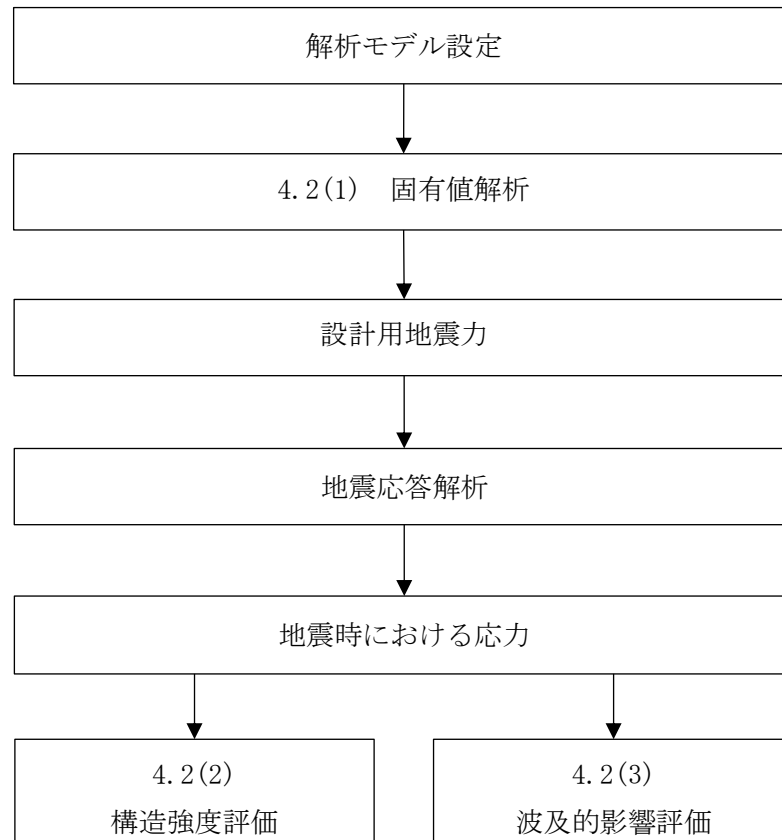 解析モデル設定
4.2(1)　固有値解析
設計用地震力
地震応答解析
地震時における応力
4.2(2)
構造強度評価
4.2(3)
波及的影響評価